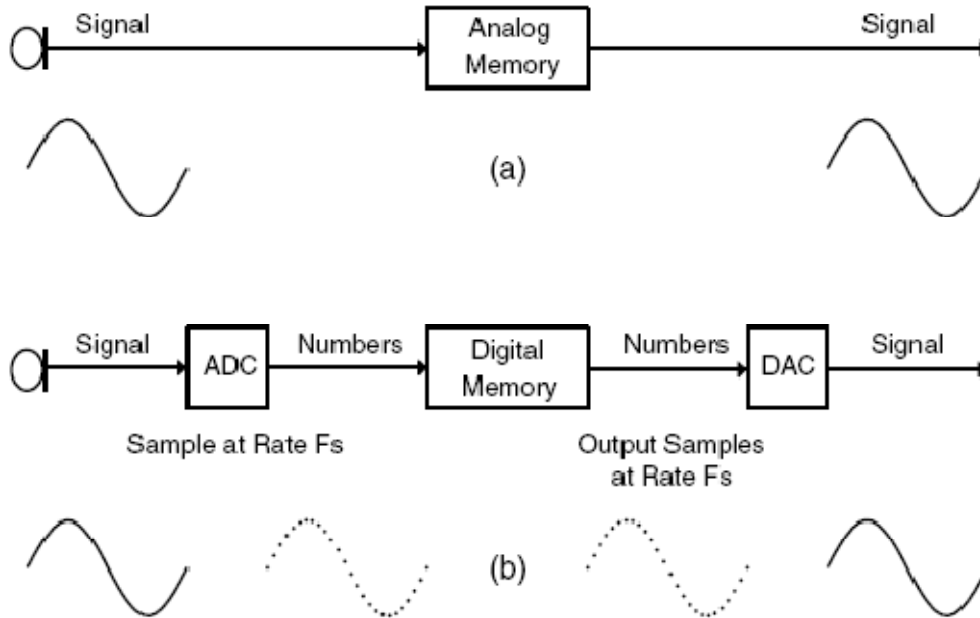 Signal
Analog
Memory
Signal
(a)
Signal
ADC
Numbers
Digital
Memory
Numbers
DAC
Signal
Sample at Rate Fs
Output Samples
at Rate Fs
(b)